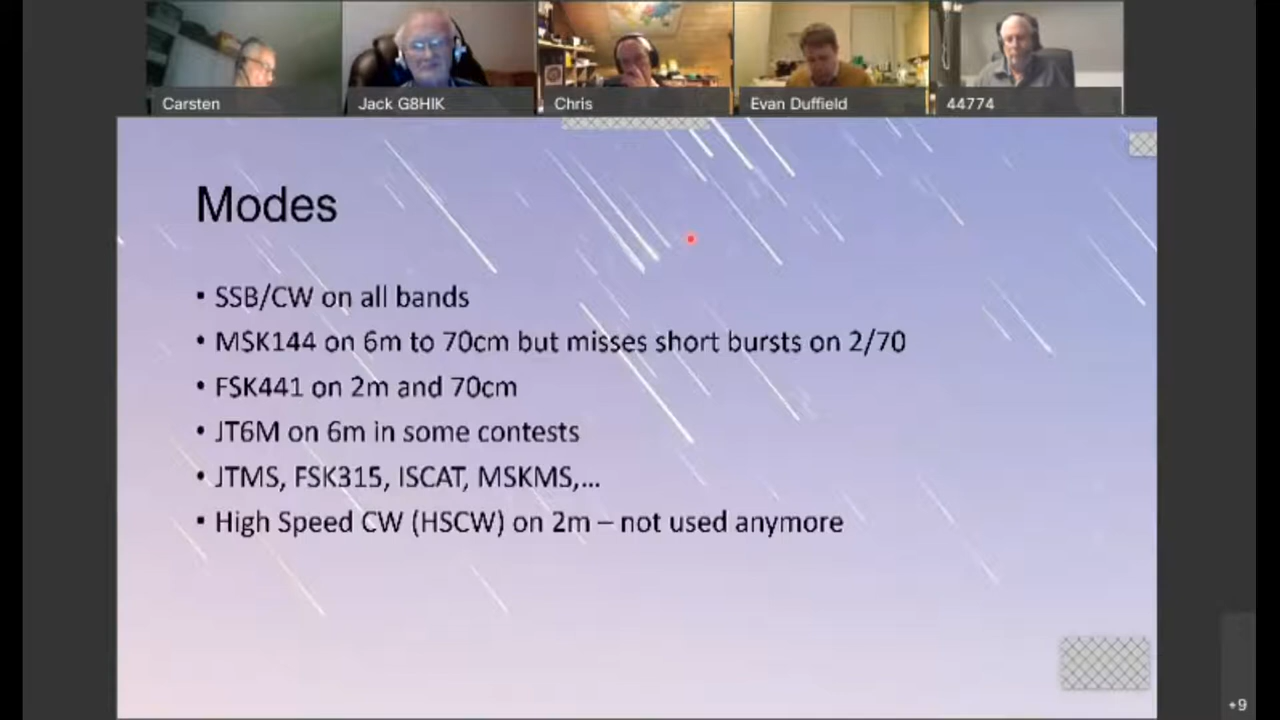 Carsten
Jack G8HIK
Chris
Evan Duffield
44774
Modes
• SSB/CW on all bands
• MSK144 on 6m to 70cm but misses short bursts on 2/70
• FSK441 on 2m and 70cm
• JT6M on 6m in some contests
• JTMS, FSK315, ISCAT, MSKMS,...
• High Speed CW (HSCW) on 2m – not used anymore
+9